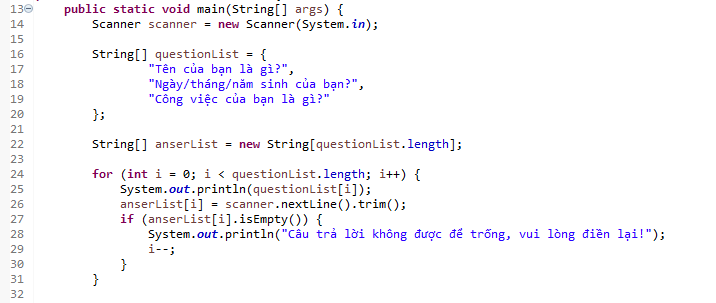 13 public static void main(String[] args) {
14 Scanner scanner = new Scanner(System.in);
15
16 String[] questionList = {
17 "Tên của bạn là gì?",
18 "Ngày/tháng/năm sinh của bạn?",
19 "Công việc của bạn là gì?"
20 };
21
22 String[] anserList = new String[questionList.length];
23
24 for (int i = 0; i < questionList.length; i++) {
25 System.out.println(questionList[i]);
26 anserList[i] = scanner.nextLine().trim();
27 if (anserList[i].isEmpty()) {
28 System.out.println("Câu trả lời không được để trống, vui lòng điền lại!");
29 i--;
30 }
31 }
32